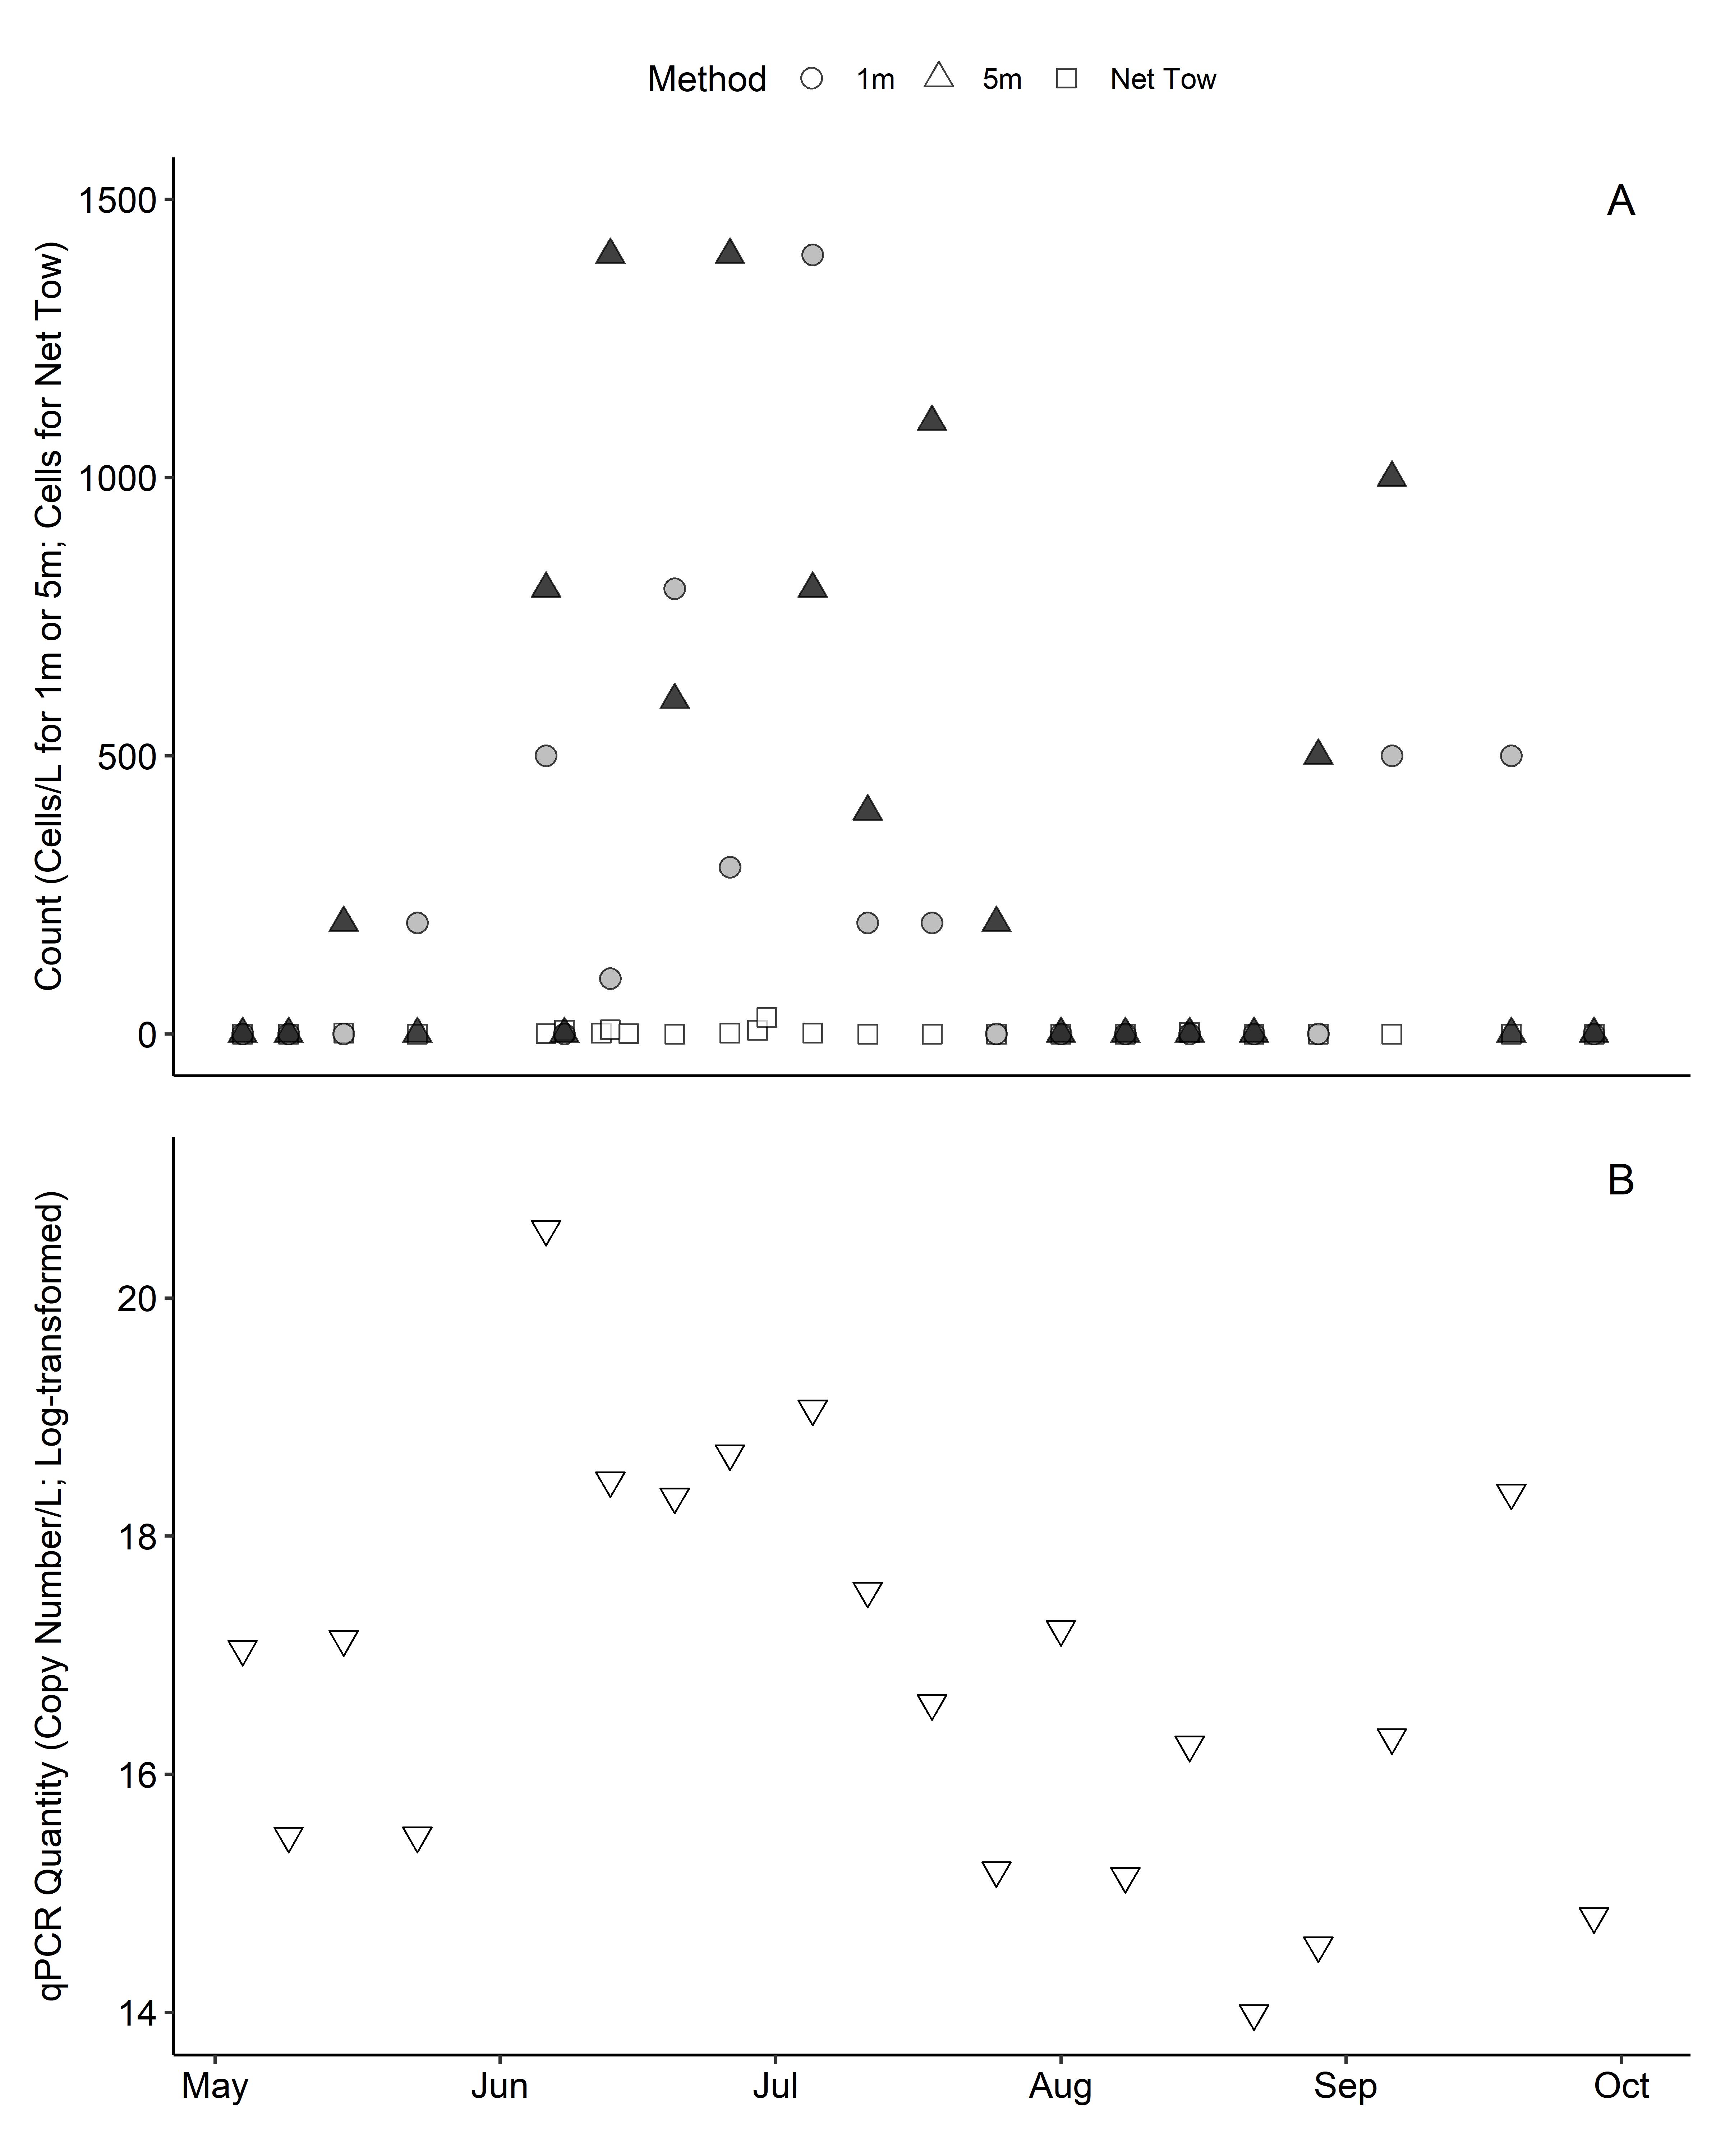 Method 1m 5m Net Tow
A
Count (Cells/L for 1m or 5m; Cells for Net Tow)
1500
1000
500
0
B
qPCR Quantity (Copy Number/L; Log-transformed)
20
18
16
14
May Jun Jul Aug Sep Oct